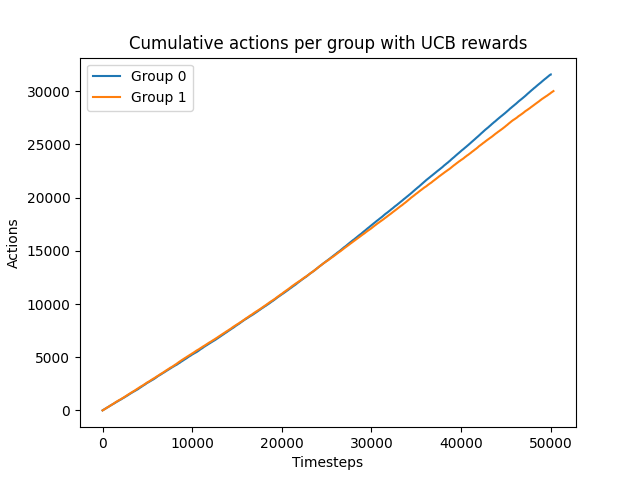 Cumulative actions per group with UCB rewards
Group 0
Group 1
30000
25000
20000
15000
10000
5000
0
Actions
0 10000 20000 30000 40000 50000
Timesteps